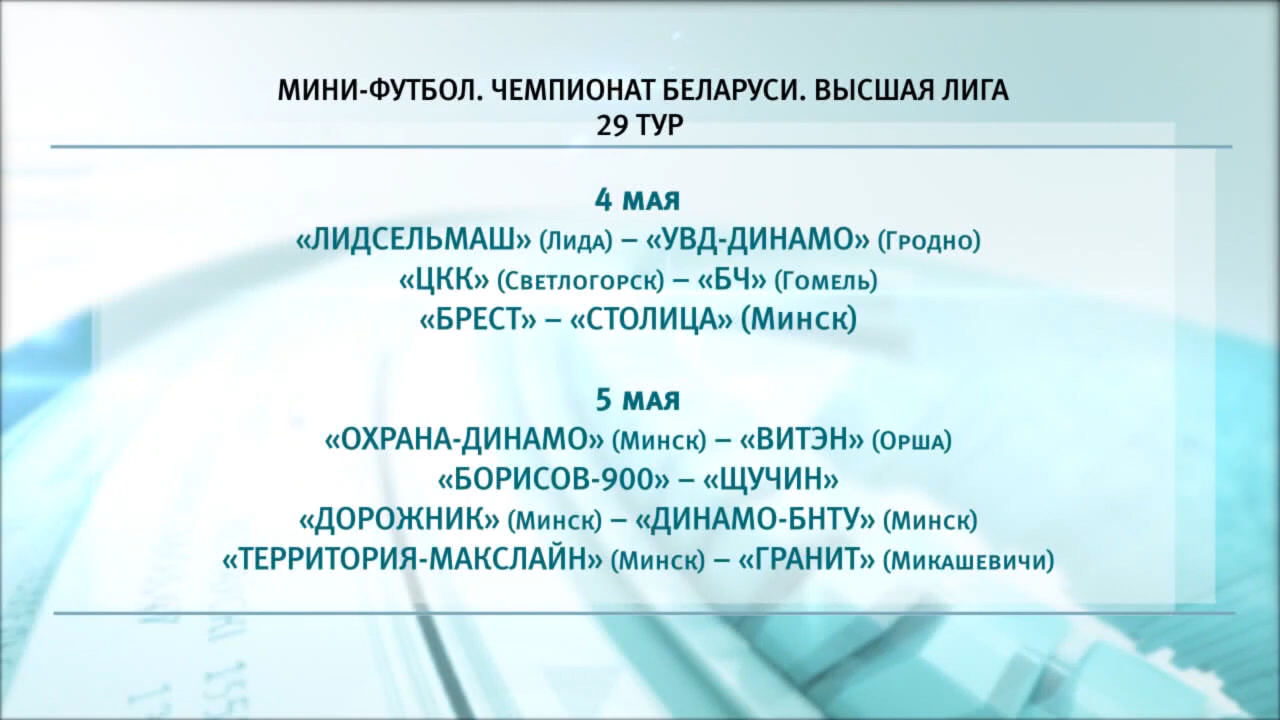 МИНИ-ФУТБОЛ. ЧЕМПИОНАТ БЕЛАРУСИ. ВЫСШАЯ ЛИГА
29 ТУР
4 МАЯ
«ЛИДСЕЛЬМАШ» (ЛИДА) – «УВД-ДИНАМО» (ГРОДНО)
«ЦКК» (СВЕТЛОГОРСК) – «БЧ» (ГОМЕЛЬ)
«БРЕСТ» – «СТОЛИЦА» (МИНСК)
5 МАЯ
«ОХРАНА-ДИНАМО» (МИНСК) – «ВИТЭН» (ОРША)
«БОРИСОВ-900» – «ЩУЧИН»
«ДОРОЖНИК» (МИНСК) – «ДИНАМО-БНТУ» (МИНСК)
«ТЕРРИТОРИЯ-МАКСЛАЙН» (МИНСК) – «ГРАНИТ» (МИКАШЕВИЧИ)